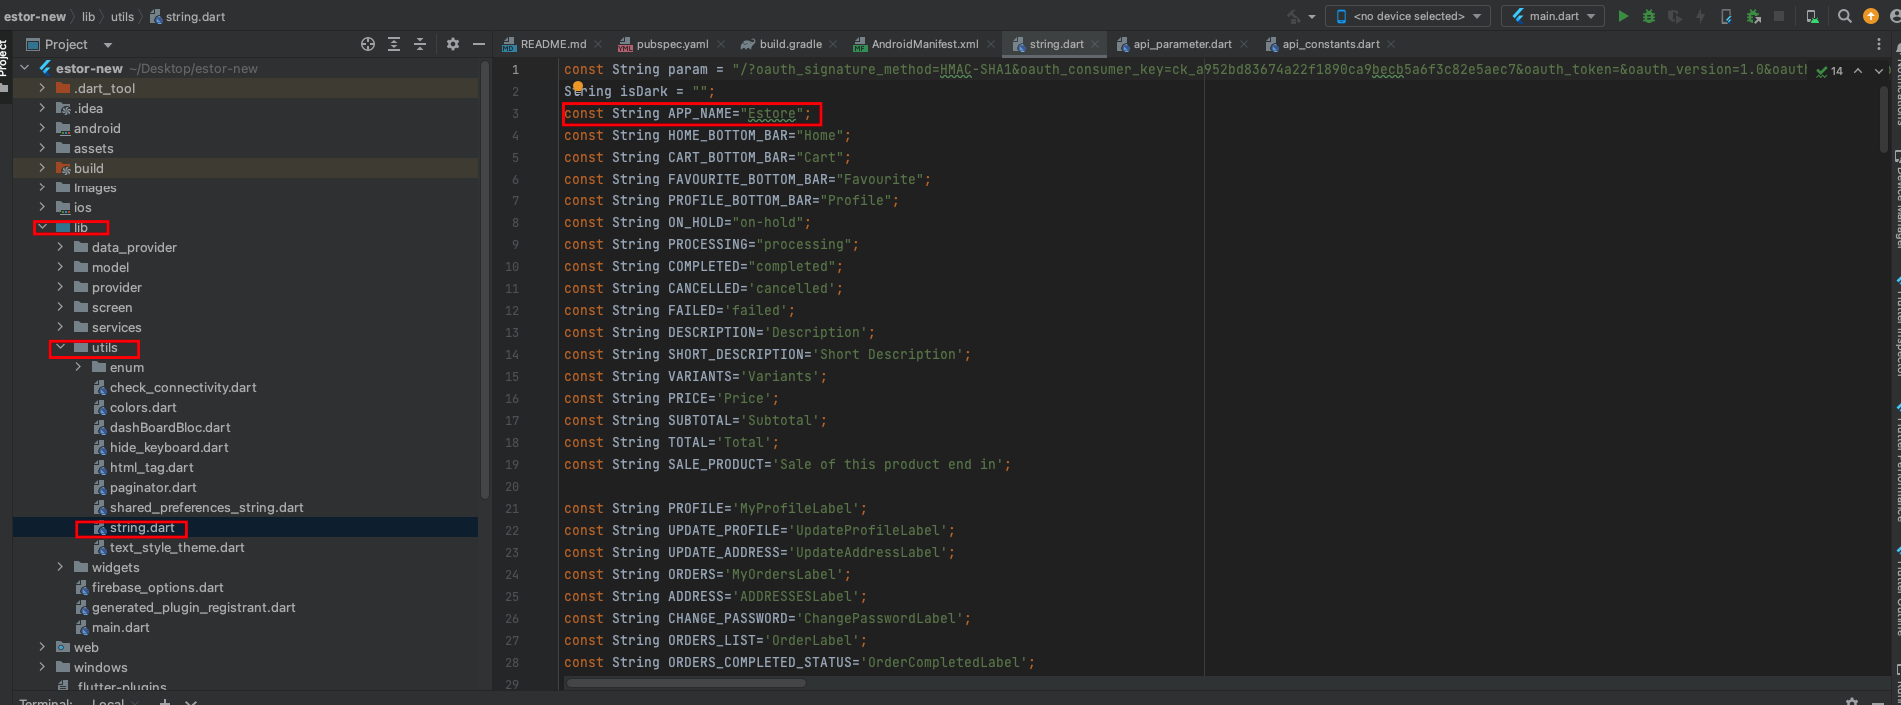 estor-new › lib › utils › string.dart
<no device selected>
main.dart
Project
Project
README.md
pubspec.yaml
build.gradle
AndroidManifest.xml
string.dart
api_parameter.dart
api_constants.dart
estor-new ~/Desktop/estor-new
.dart_tool
.idea
android
assets
build
Images
ios
lib
data_provider
model
provider
screen
services
utils
enum
check_connectivity.dart
colors.dart
dashBoardBloc.dart
hide_keyboard.dart
html_tag.dart
paginator.dart
shared_preferences_string.dart
string.dart
text_style_theme.dart
widgets
firebase_options.dart
generated_plugin_registrant.dart
main.dart
web
windows
.flutter-plugins
1 const String param = "/?oauth_signature_method=HMAC-SHA1&oauth_consumer_key=ck_a952bd83674a22f1890ca9becb5a6f3c82e5aec7&oauth_token=&oauth_version=1.0&oaut
14
2 String isDark = "";
3 const String APP_NAME="Estore";
4 const String HOME_BOTTOM_BAR="Home";
5 const String CART_BOTTOM_BAR="Cart";
6 const String FAVOURITE_BOTTOM_BAR="Favourite";
7 const String PROFILE_BOTTOM_BAR="Profile";
8 const String ON_HOLD="on-hold";
9 const String PROCESSING="processing";
10 const String COMPLETED="completed";
11 const String CANCELLED='cancelled';
12 const String FAILED='failed';
13 const String DESCRIPTION='Description';
14 const String SHORT_DESCRIPTION='Short Description';
15 const String VARIANTS='Variants';
16 const String PRICE='Price';
17 const String SUBTOTAL='Subtotal';
18 const String TOTAL='Total';
19 const String SALE_PRODUCT='Sale of this product end in';
20
21 const String PROFILE='MyProfileLabel';
22 const String UPDATE_PROFILE='UpdateProfileLabel';
23 const String UPDATE_ADDRESS='UpdateAddressLabel';
24 const String ORDERS='MyOrdersLabel';
25 const String ADDRESS='ADDRESSESLabel';
26 const String CHANGE_PASSWORD='ChangePasswordLabel';
27 const String ORDERS_LIST='OrderLabel';
28 const String ORDERS_COMPLETED_STATUS='OrderCompletedLabel';
29
Terminal: Local